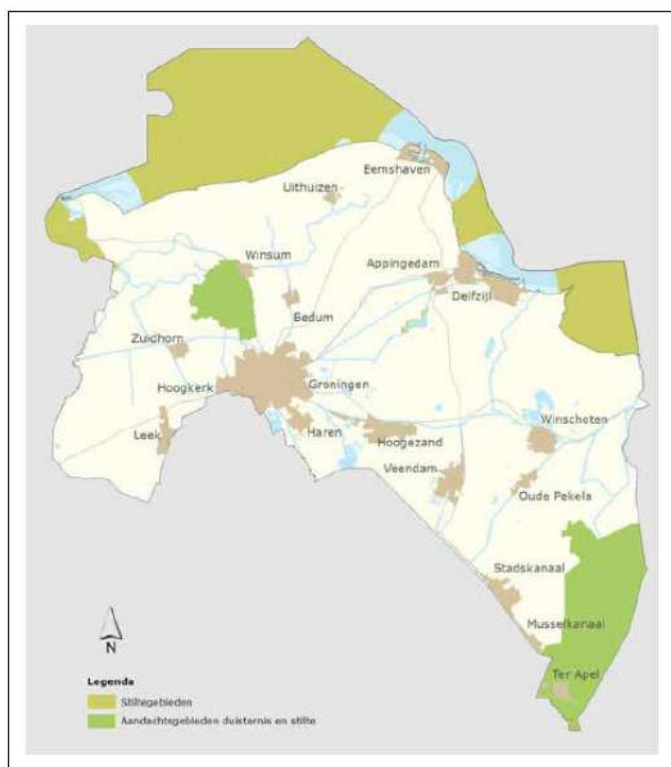 Eemshaven
Uithuizen
Winsum
Appingedam
Delfzijl
Bedum
Zuidhorn
Hoogkerk
Groningen
Leek
Haren
Hoogezand
Winschoten
Veendam
Oude Pekela
Stadskanaal
Musselkanaal
Ter Apel
N
Legenda
Stiltegebieden
Aandachtsgebieden duisternis en stilte